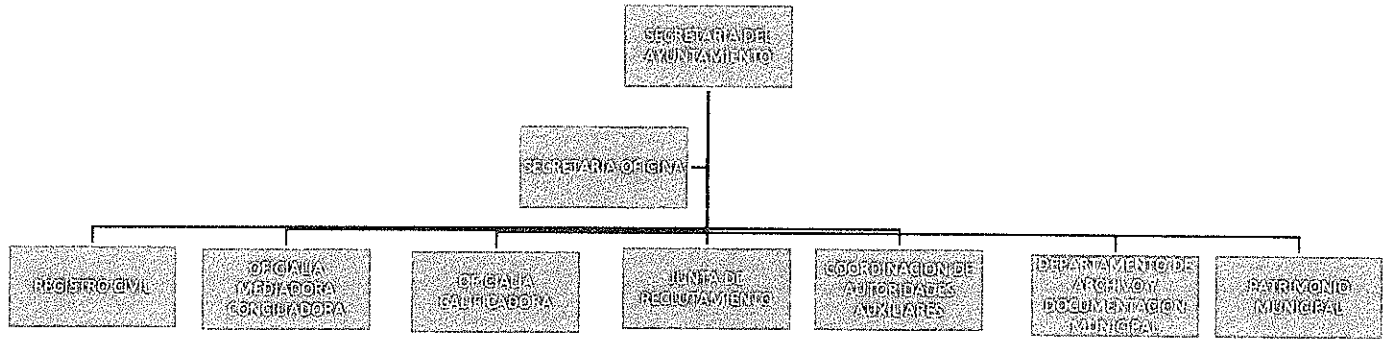 SECRETARIA DEL
AYUNTAMIENTO
SECRETARIA OFICINA
REGISTRO CIVIL
OFICIALIA
MEDIADORA
CONCILIADORA
OFICIALIA
CALIFICADORA
JUNTA DE
RECLUTAMIENTO
COORDINACION DE
AUTORIDADES
AUXILIARES
DEPARTAMENTO DE
ARCHIVO Y
DOCUMENTACION
MUNICIPAL
PATRIMONIO
MUNICIPAL